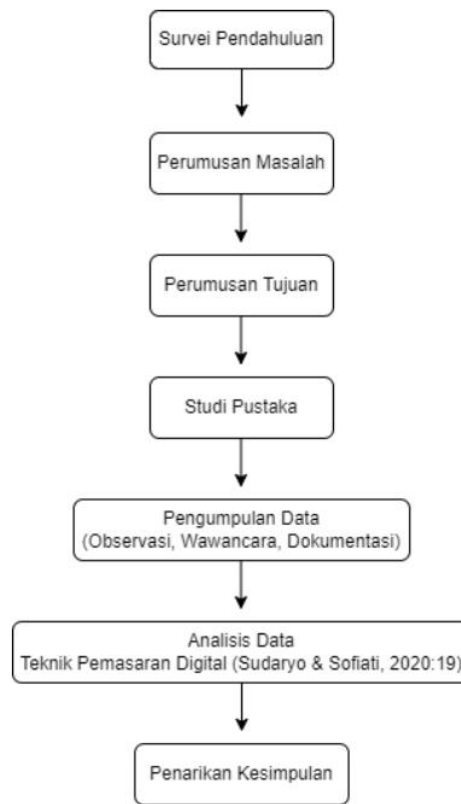 Survei Pendahuluan
Perumusan Masalah
Perumusan Tujuan
Studi Pustaka
Pengumpulan Data
(Observasi, Wawancara, Dokumentasi)
Analisis Data
Teknik Pemasaran Digital (Sudaryo & Sofiati, 2020:19)
Penarikan Kesimpulan